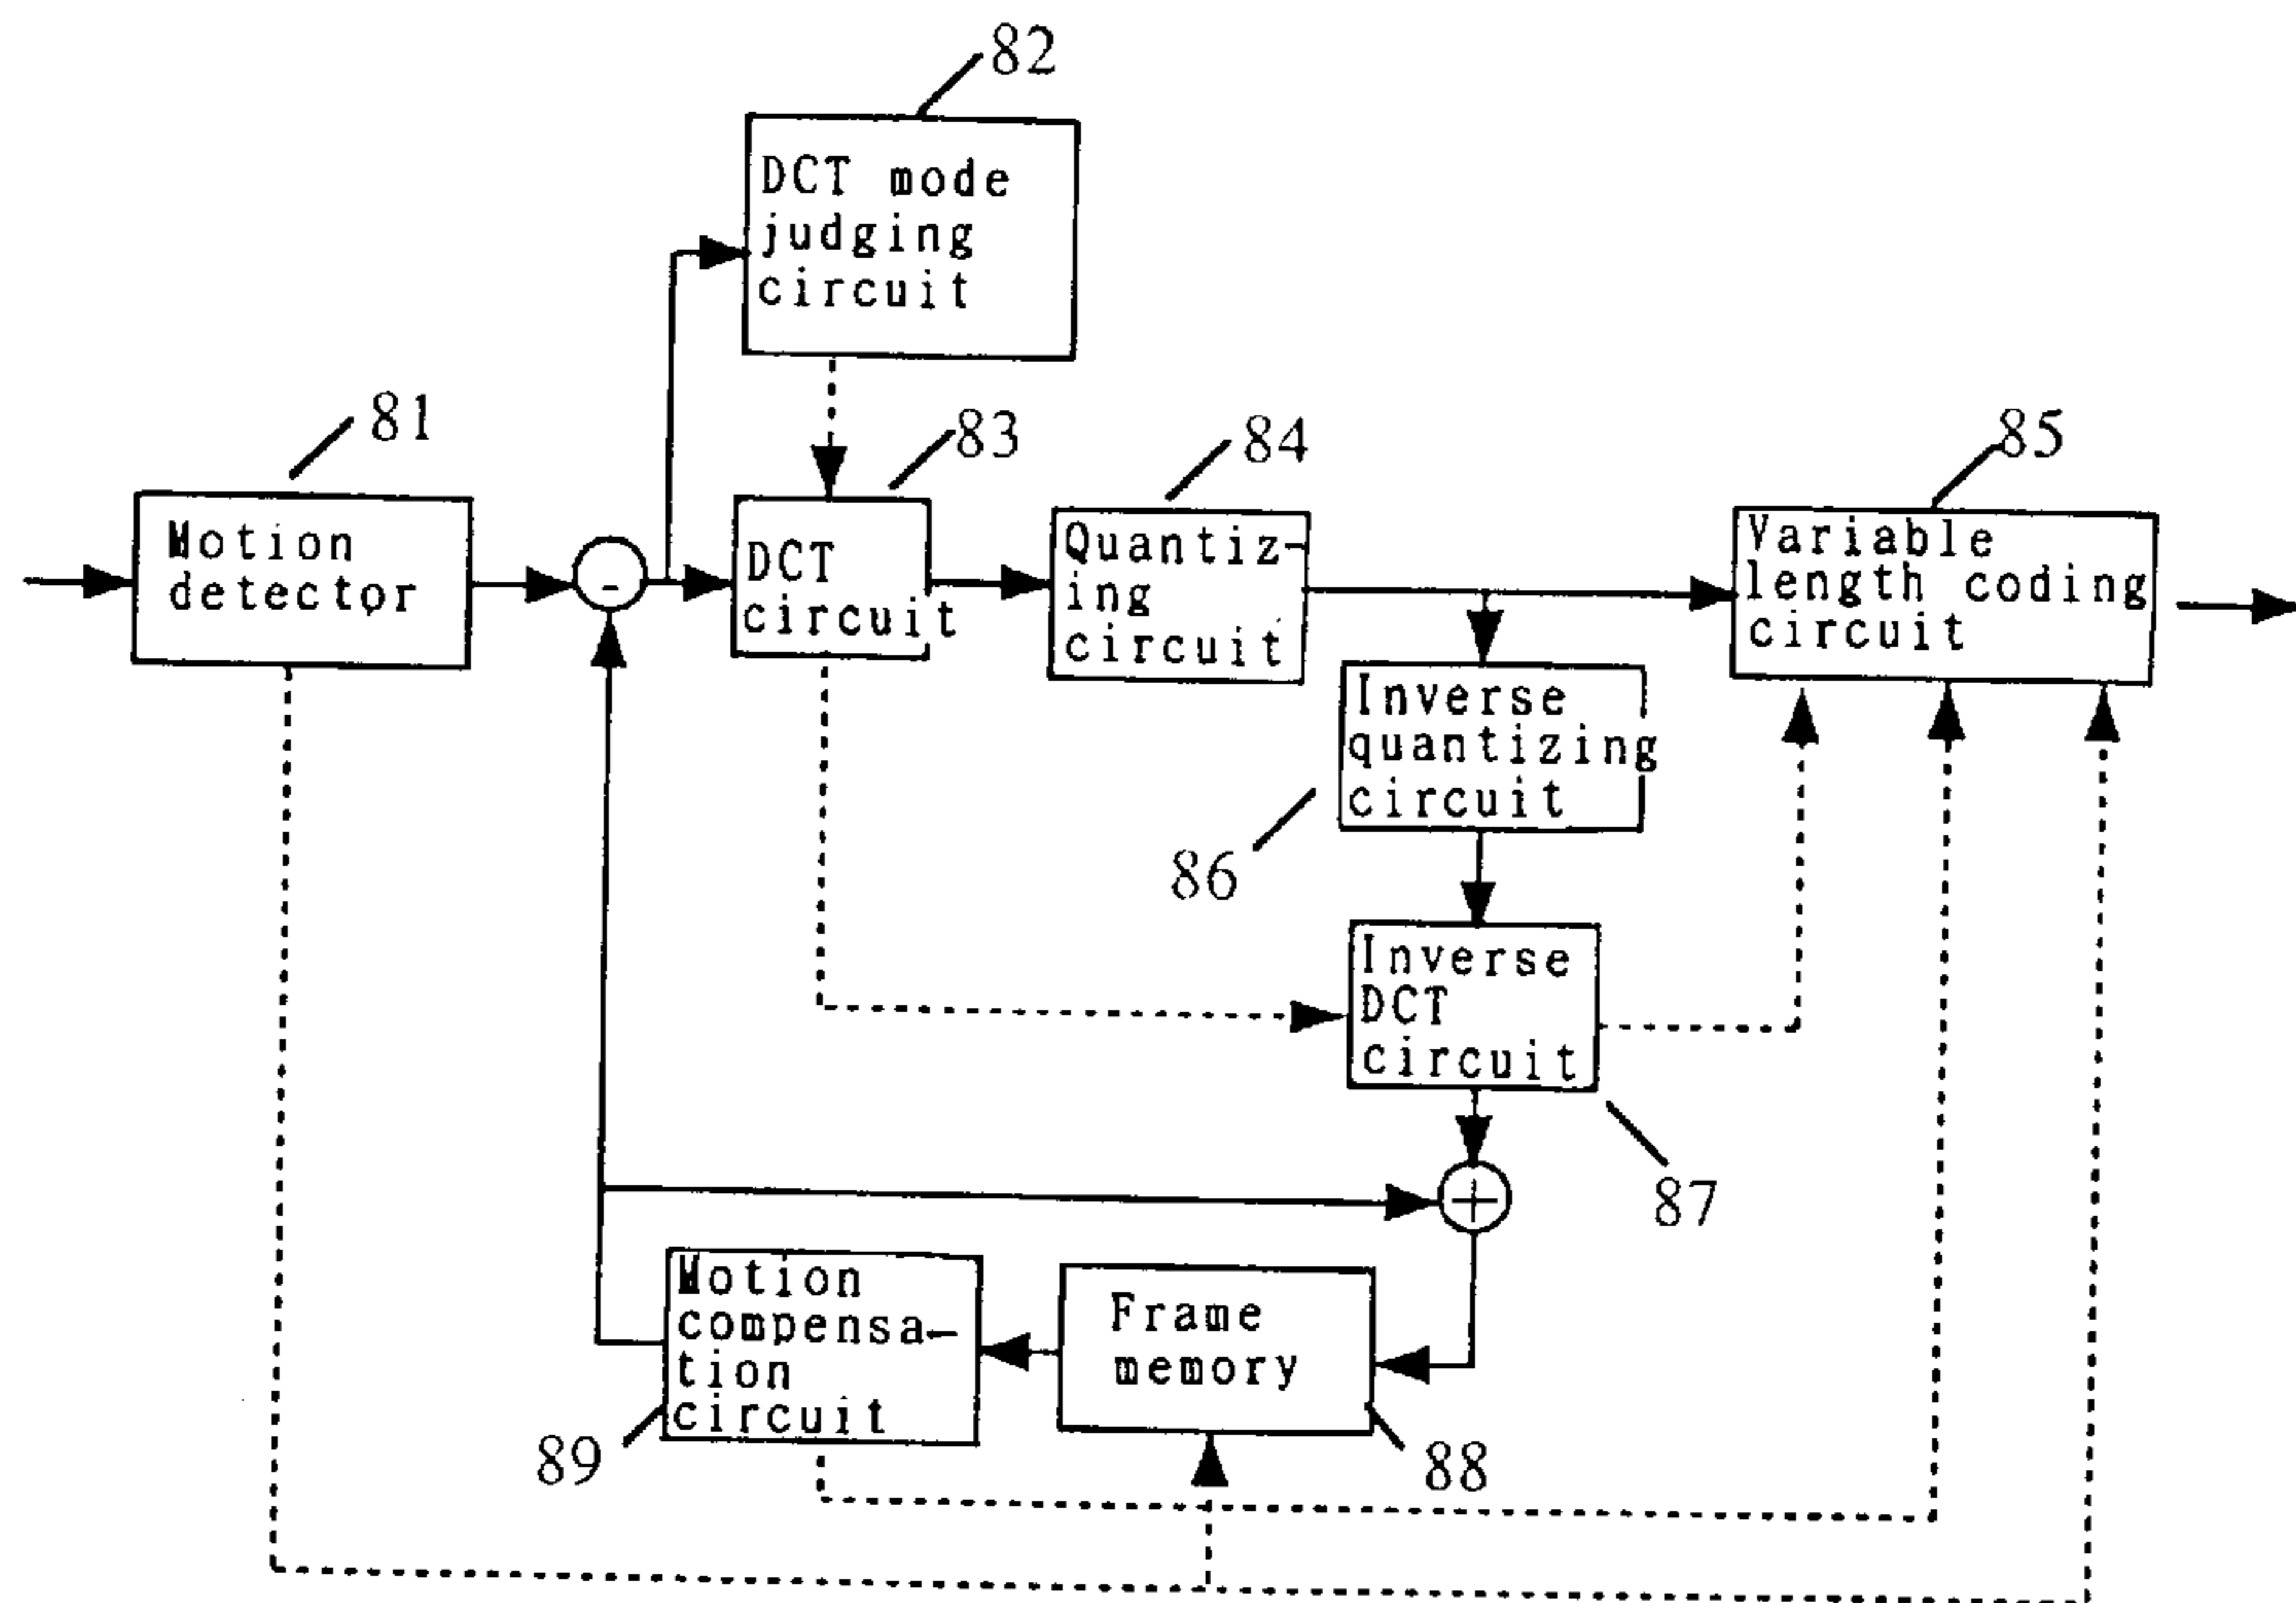 82
DCT mode
judging
circuit
81
Motion
detector
-
83
DCT
circuit
84
Quantiz-
ing
circuit
85
Variable
length coding
circuit
Inverse
quantizing
circuit
86
Inverse
DCT
circuit
87
+
Motion
compensa-
tion
circuit
89
Frame
memory
88